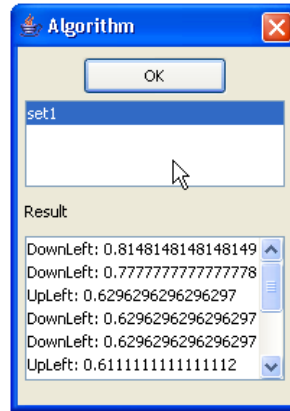 Algorithm
OK
set1
Result
DownLeft: 0.8148148148148149
DownLeft: 0.7777777777777778
UpLeft: 0.6296296296296297
DownLeft: 0.6296296296296297
DownLeft: 0.6296296296296297
UpLeft: 0.6111111111111112